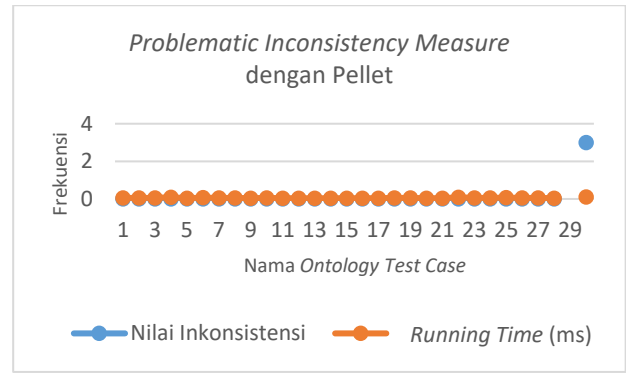 Problematic Inconsistency Measure
dengan Pellet
4
2
0
Frekuensi
1 3 5 7 9 11 13 15 17 19 21 23 25 27 29
Nama Ontology Test Case
Nilai Inkonsistensi Running Time (ms)